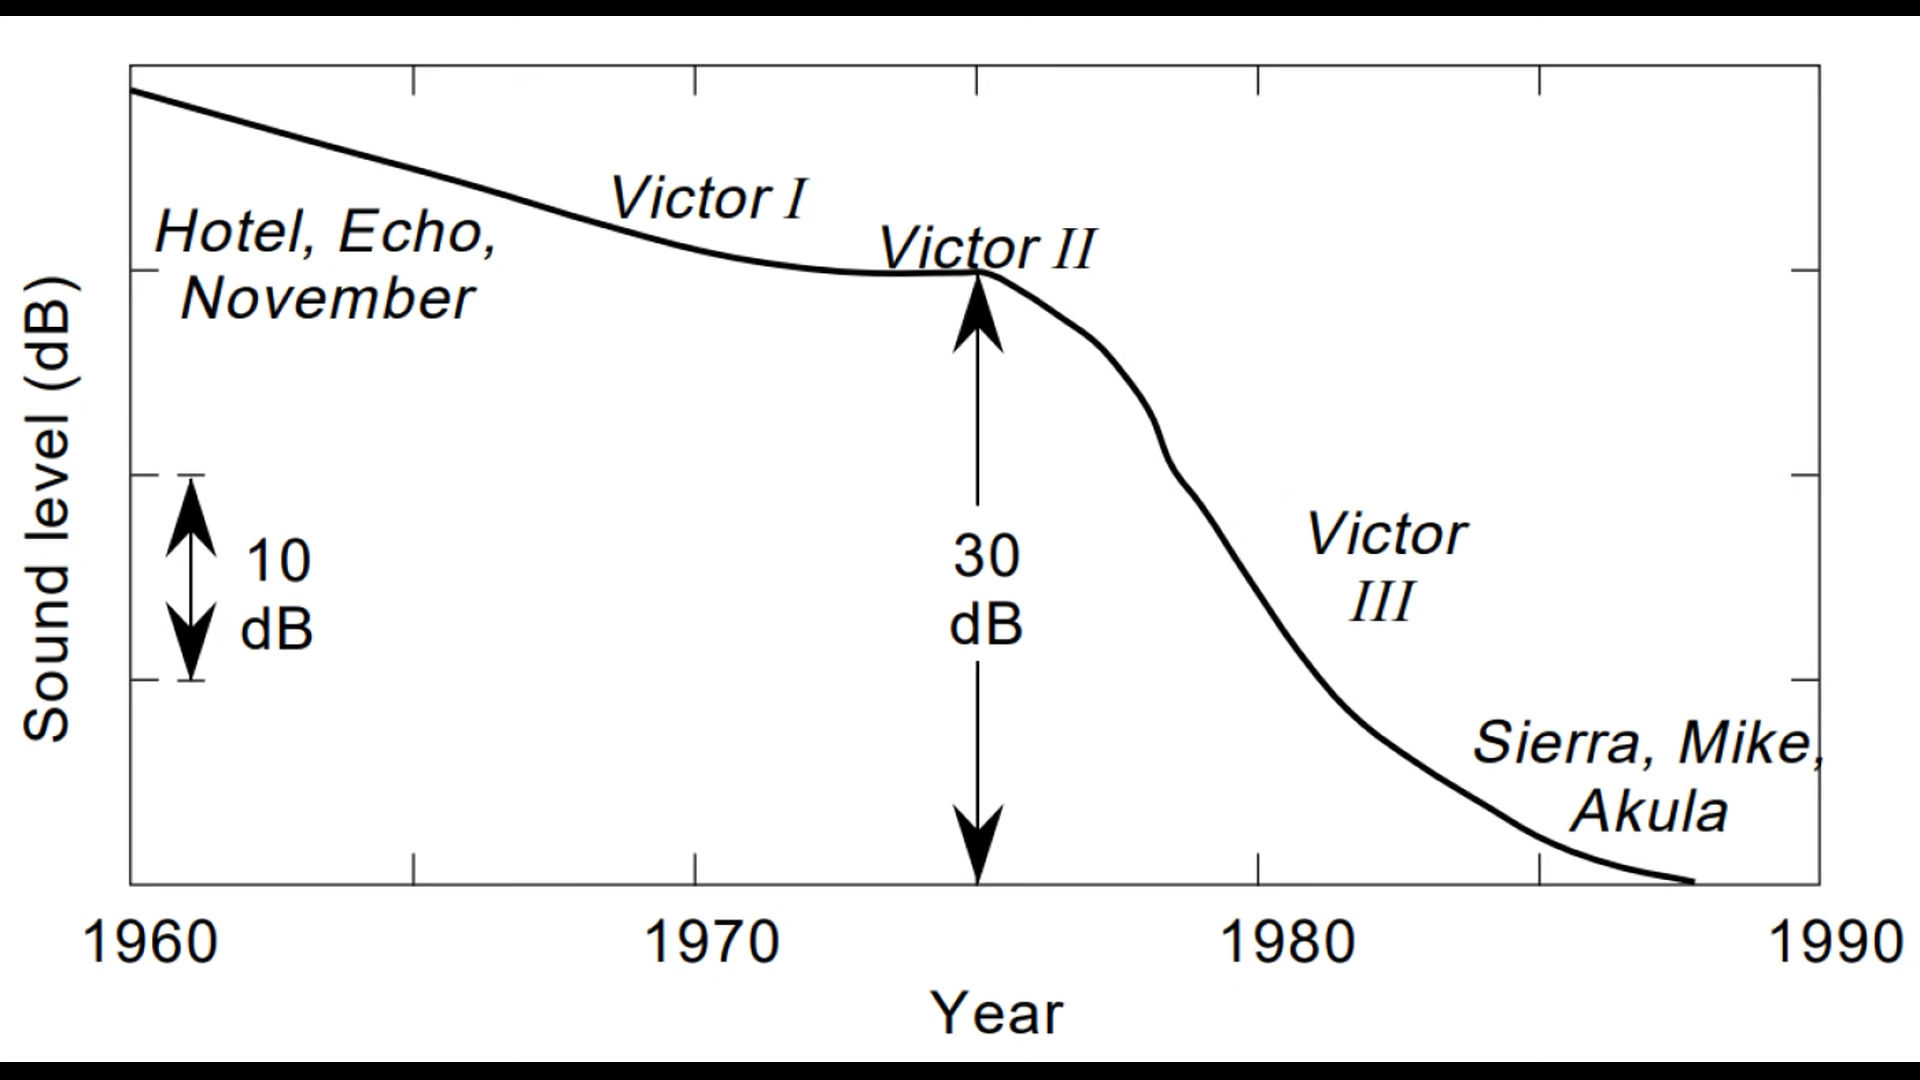 Victor I
Hotel, Echo,
November
Victor II
Sound level (dB)
10
dB
30
dB
Victor
III
Sierra, Mike,
Akula
1960
1970
1980
1990
Year